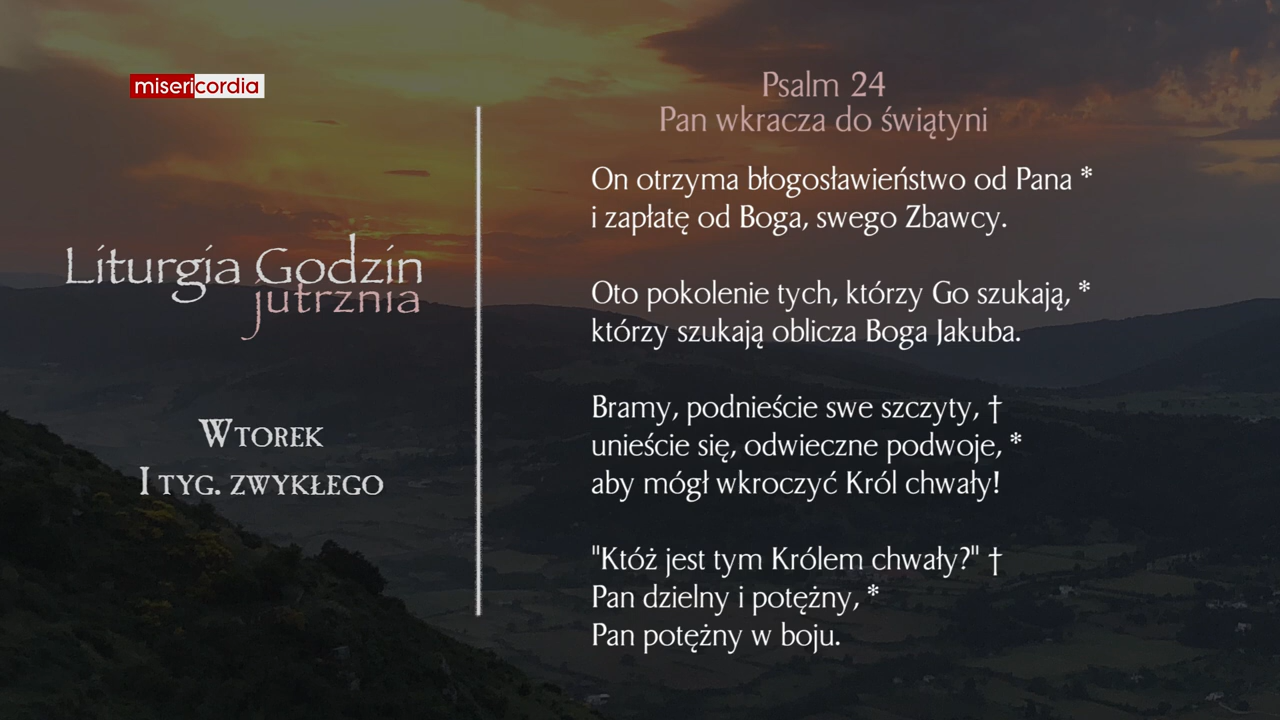 misericordia
Liturgia Godzin
jutrznia
Wtorek
I tyg. zwykłego
Psalm 24
Pan wkracza do świątyni
On otrzyma błogosławieństwo od Pana *
i zapłatę od Boga, swego Zbawcy.
Oto pokolenie tych, którzy Go szukają, *
którzy szukają oblicza Boga Jakuba.
Bramy, podnieście swe szczyty, †
unieście się, odwieczne podwoje, *
aby mógł wkroczyć Król chwały!
"Któż jest tym Królem chwały?" †
Pan dzielny i potężny, *
Pan potężny w boju.